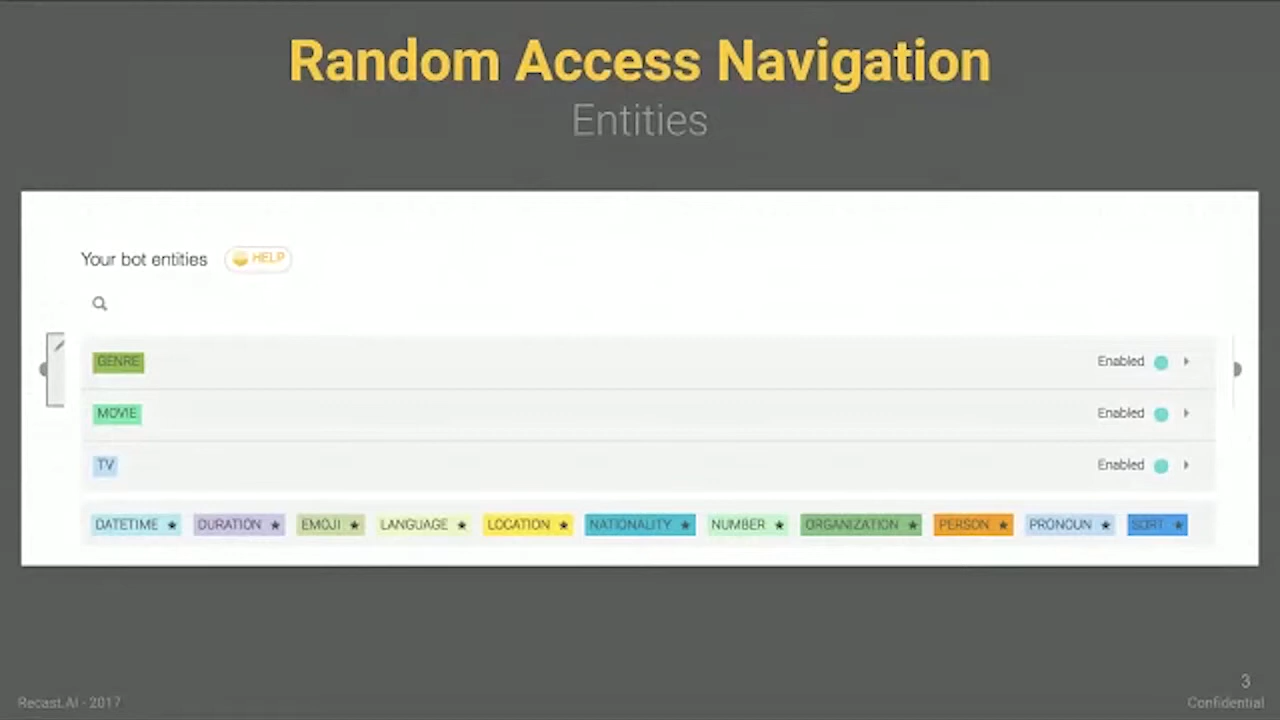 Random Access Navigation
Entities
Your bot entities HELP
GENRE Enabled
MOVIE Enabled
TV Enabled
DATETIME ★ DURATION ★ EMOJI ★ LANGUAGE ★ LOCATION ★ NATIONALITY ★ NUMBER ★ ORGANIZATION ★ PERSON ★ PRONOUN ★ SORT ★
3
Recast.AI - 2017 Confidential